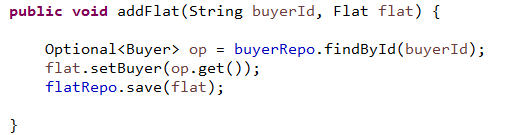 public void addFlat(String buyerId, Flat flat) {
Optional<Buyer> op = buyerRepo.findById(buyerId);
flat.setBuyer(op.get());
flatRepo.save(flat);
}